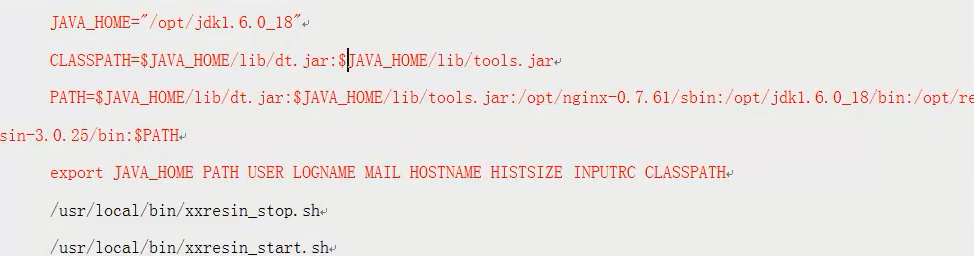 JAVA_HOME="/opt/jdk1.6.0_18"
CLASSPATH=$JAVA_HOME/lib/dt.jar:$JAVA_HOME/lib/tools.jar
PATH=$JAVA_HOME/lib/dt.jar:$JAVA_HOME/lib/tools.jar:/opt/nginx-0.7.61/sbin:/opt/jdk1.6.0_18/bin:/opt/re
sin-3.0.25/bin:$PATH
export JAVA_HOME PATH USER LOGNAME MAIL HOSTNAME HISTSIZE INPUTRC CLASSPATH
/usr/local/bin/xxresin_stop.sh
/usr/local/bin/xxresin_start.sh